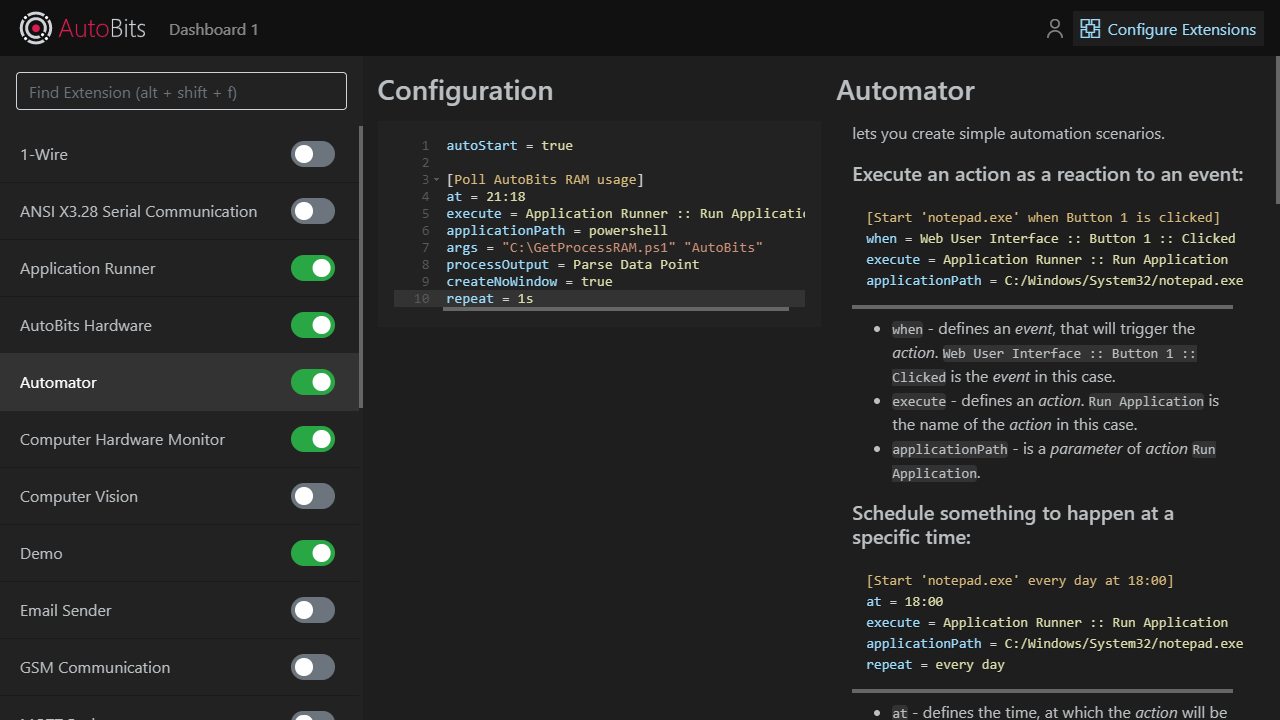 AutoBits
Dashboard 1
Configure Extensions
Find Extension (alt + shift + f)
1-Wire
ANSI X3.28 Serial Communication
Application Runner
AutoBits Hardware
Automator
Computer Hardware Monitor
Computer Vision
Demo
Email Sender
GSM Communication
Configuration
1 autoStart = true
2
3 [Poll AutoBits RAM usage]
4 at = 21:18
5 execute = Application Runner :: Run Applicatio
6 applicationPath = powershell
7 args = "C:\GetProcessRAM.ps1" "AutoBits"
8 processOutput = Parse Data Point
9 createNoWindow = true
10 repeat = 1s
Automator
lets you create simple automation scenarios.
Execute an action as a reaction to an event:
[Start 'notepad.exe' when Button 1 is clicked]
when = Web User Interface :: Button 1 :: Clicked
execute = Application Runner :: Run Application
applicationPath = C:/Windows/System32/notepad.exe
• when - defines an event, that will trigger the
action. Web User Interface :: Button 1 ::
Clicked is the event in this case.
• execute - defines an action. Run Application is
the name of the action in this case.
• applicationPath - is a parameter of action Run
Application.
Schedule something to happen at a
specific time:
[Start 'notepad.exe' every day at 18:00]
at = 18:00
execute = Application Runner :: Run Application
applicationPath = C:/Windows/System32/notepad.exe
repeat = every day
• at - defines the time, at which the action will be